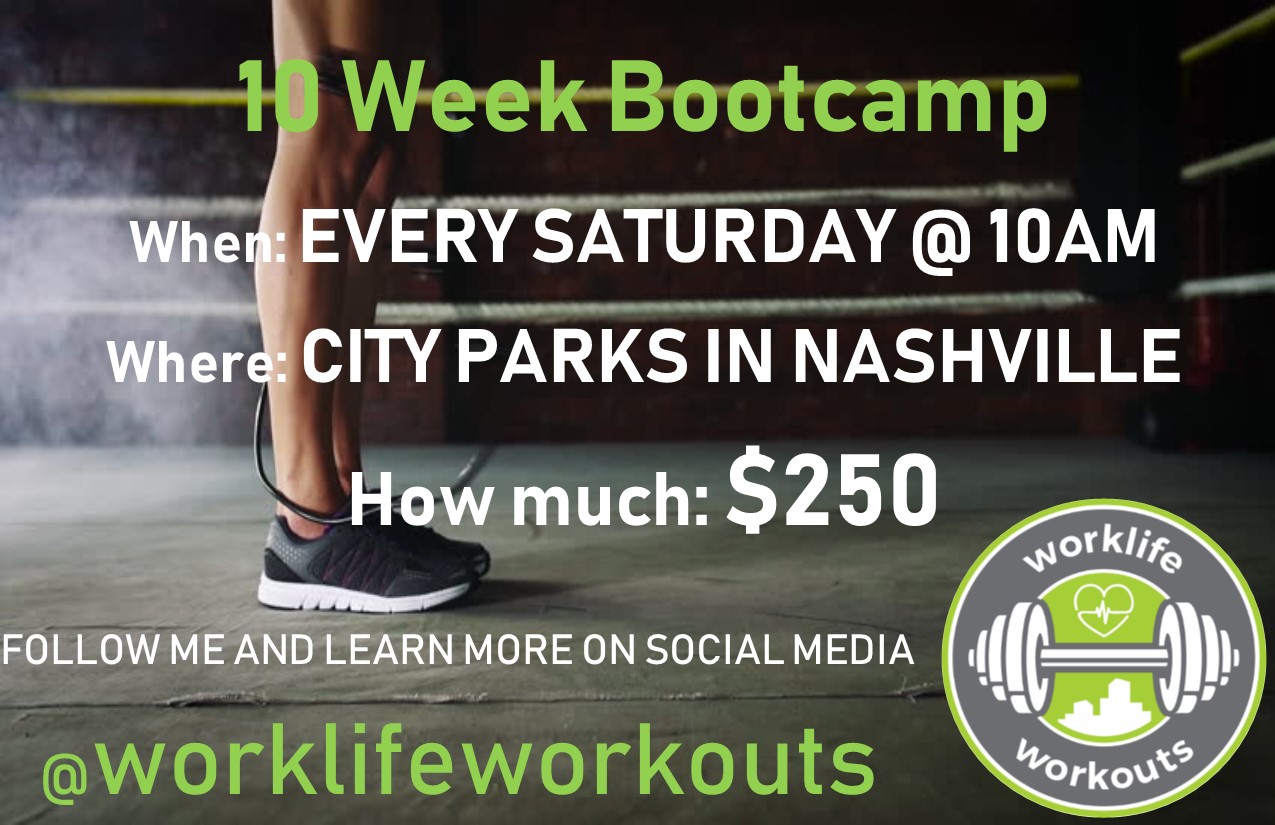 10 Week Bootcamp
When: EVERY SATURDAY @ 10AM
Where: CITY PARKS IN NASHVILLE
How much: $250
FOLLOW ME AND LEARN MORE ON SOCIAL MEDIA
@worklifeworkouts
worklife
workouts